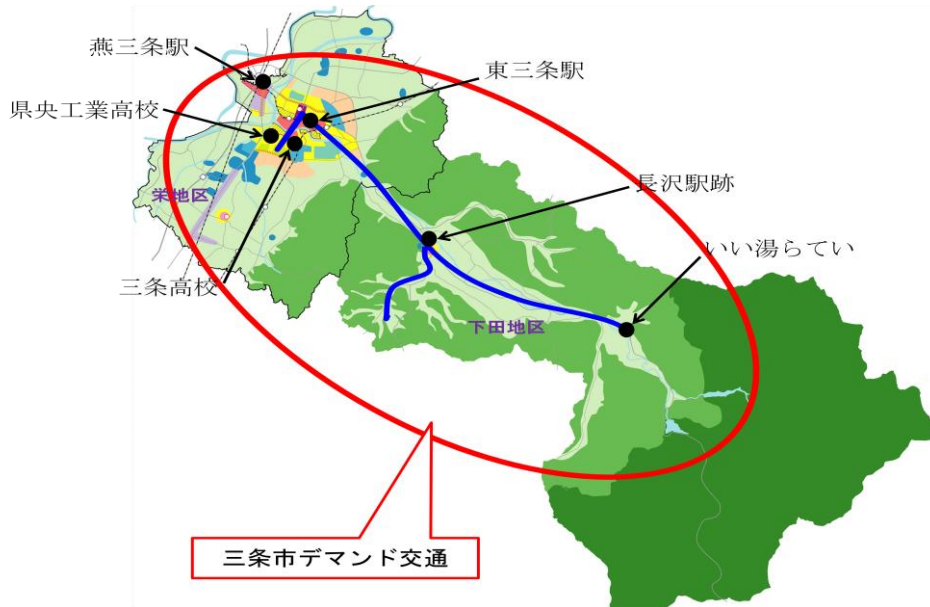 燕三条駅
東三条駅
県央工業高校
長沢駅跡
栄地区
いい湯らてい
三条高校
下田地区
三条市デマンド交通